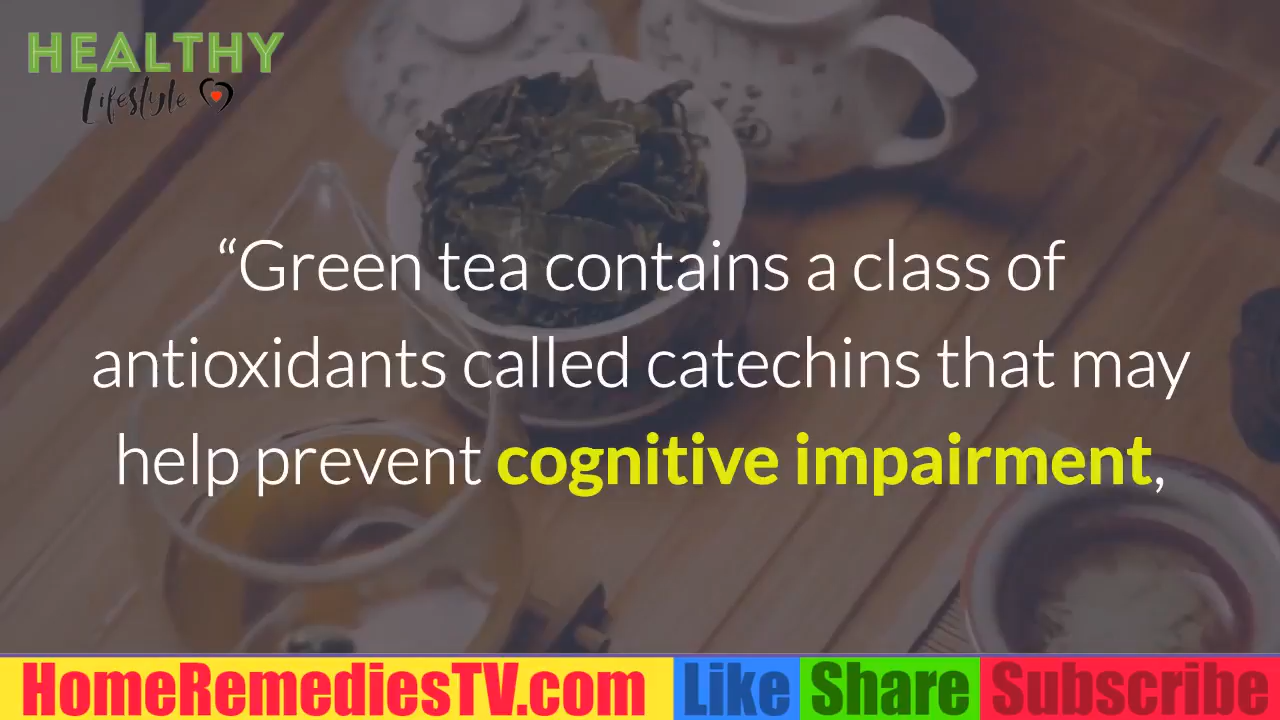 HEALTHY
Lifestyle
“Green tea contains a class of
antioxidants called catechins that may
help prevent cognitive impairment,
HomeRemediesTV.com Like Share Subscribe